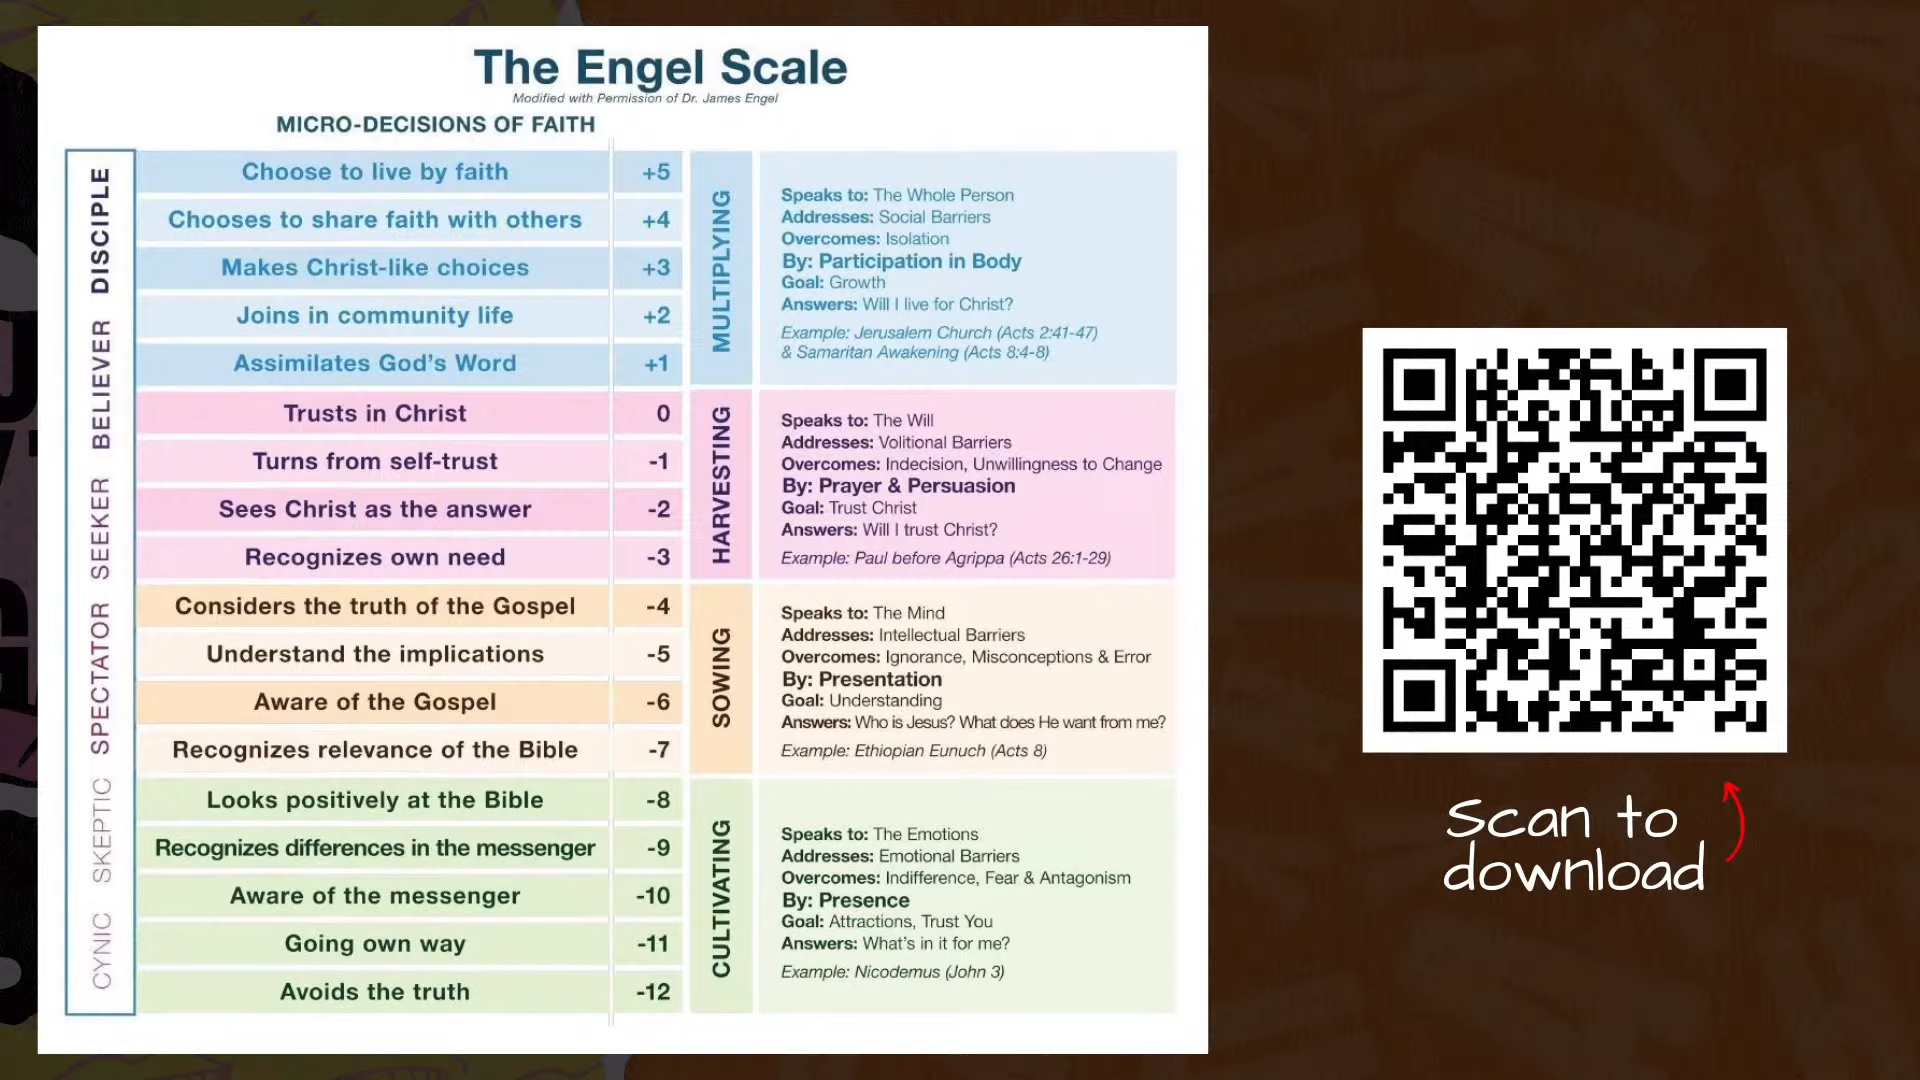 The Engel Scale
Modified with Permission of Dr. James Engel
MICRO-DECISIONS OF FAITH
DISCIPLE
BELIEVER
SEEKER
SPECTATOR
SKEPTIC
CYNIC
Choose to live by faith +5
Chooses to share faith with others +4
Makes Christ-like choices +3
Joins in community life +2
Assimilates God's Word +1
MULTIPLYING
Speaks to: The Whole Person
Addresses: Social Barriers
Overcomes: Isolation
By: Participation in Body
Goal: Growth
Answers: Will I live for Christ?
Example: Jerusalem Church (Acts 2:41-47)
& Samaritan Awakening (Acts 8:4-8)
Trusts in Christ 0
Turns from self-trust -1
Sees Christ as the answer -2
Recognizes own need -3
HARVESTING
Speaks to: The Will
Addresses: Volitional Barriers
Overcomes: Indecision, Unwillingness to Change
By: Prayer & Persuasion
Goal: Trust Christ
Answers: Will I trust Christ?
Example: Paul before Agrippa (Acts 26:1-29)
Considers the truth of the Gospel -4
Understand the implications -5
Aware of the Gospel -6
Recognizes relevance of the Bible -7
SOWING
Speaks to: The Mind
Addresses: Intellectual Barriers
Overcomes: Ignorance, Misconceptions & Error
By: Presentation
Goal: Understanding
Answers: Who is Jesus? What does He want from me?
Example: Ethiopian Eunuch (Acts 8)
Looks positively at the Bible -8
Recognizes differences in the messenger -9
Aware of the messenger -10
Going own way -11
Avoids the truth -12
CULTIVATING
Speaks to: The Emotions
Addresses: Emotional Barriers
Overcomes: Indifference, Fear & Antagonism
By: Presence
Goal: Attractions, Trust You
Answers: What's in it for me?
Example: Nicodemus (John 3)
Scan to
download